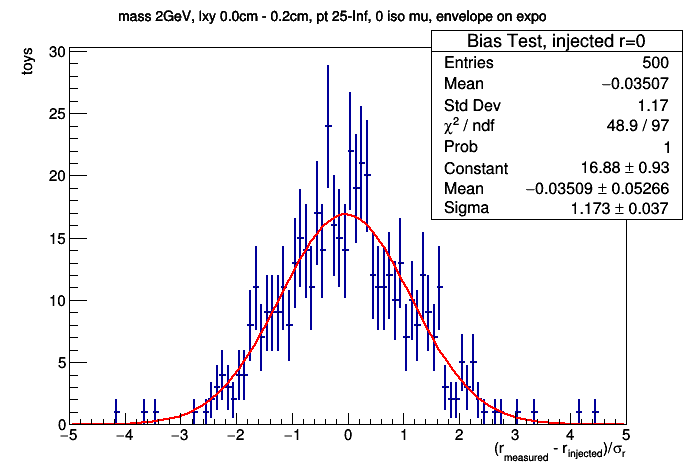 mass 2GeV, lxy 0.0cm - 0.2cm, pt 25-Inf, 0 iso mu, envelope on expo
Bias Test, injected r=0
Entries 500
Mean −0.03507
Std Dev 1.17
χ² / ndf 48.9 / 97
Prob 1
Constant 16.88 ± 0.93
Mean −0.03509 ± 0.05266
Sigma 1.173 ± 0.037
toys
30
25
20
15
10
5
0
−5 −4 −3 −2 −1 0 1 2 3 4 5
(r_measured - r_injected)/σ_r